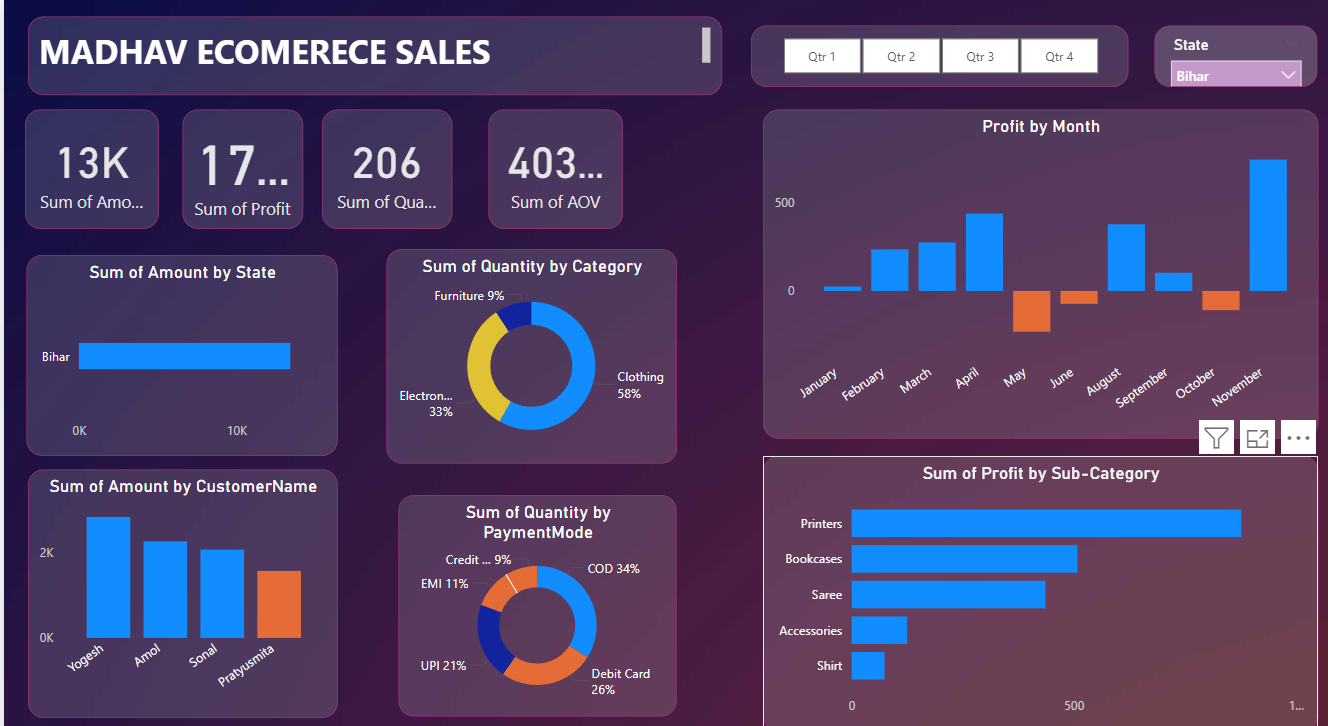 MADHAV ECOMERECE SALES
Qtr 1
Qtr 2
Qtr 3
Qtr 4
State
Bihar
13K
Sum of Amo...
17...
Sum of Profit
206
Sum of Qua...
403...
Sum of AOV
Profit by Month
500
0
January
February
March
April
May
June
August
September
October
November
Sum of Amount by State
Bihar
0K
10K
Sum of Quantity by Category
Furniture 9%
Clothing
58%
Electron...
33%
Sum of Amount by CustomerName
2K
0K
Yogesh
Amol
Sonal
Pratyusmita
Sum of Quantity by
PaymentMode
Credit ... 9%
COD 34%
EMI 11%
UPI 21%
Debit Card
26%
Sum of Profit by Sub-Category
Printers
Bookcases
Saree
Accessories
Shirt
0
500
1...